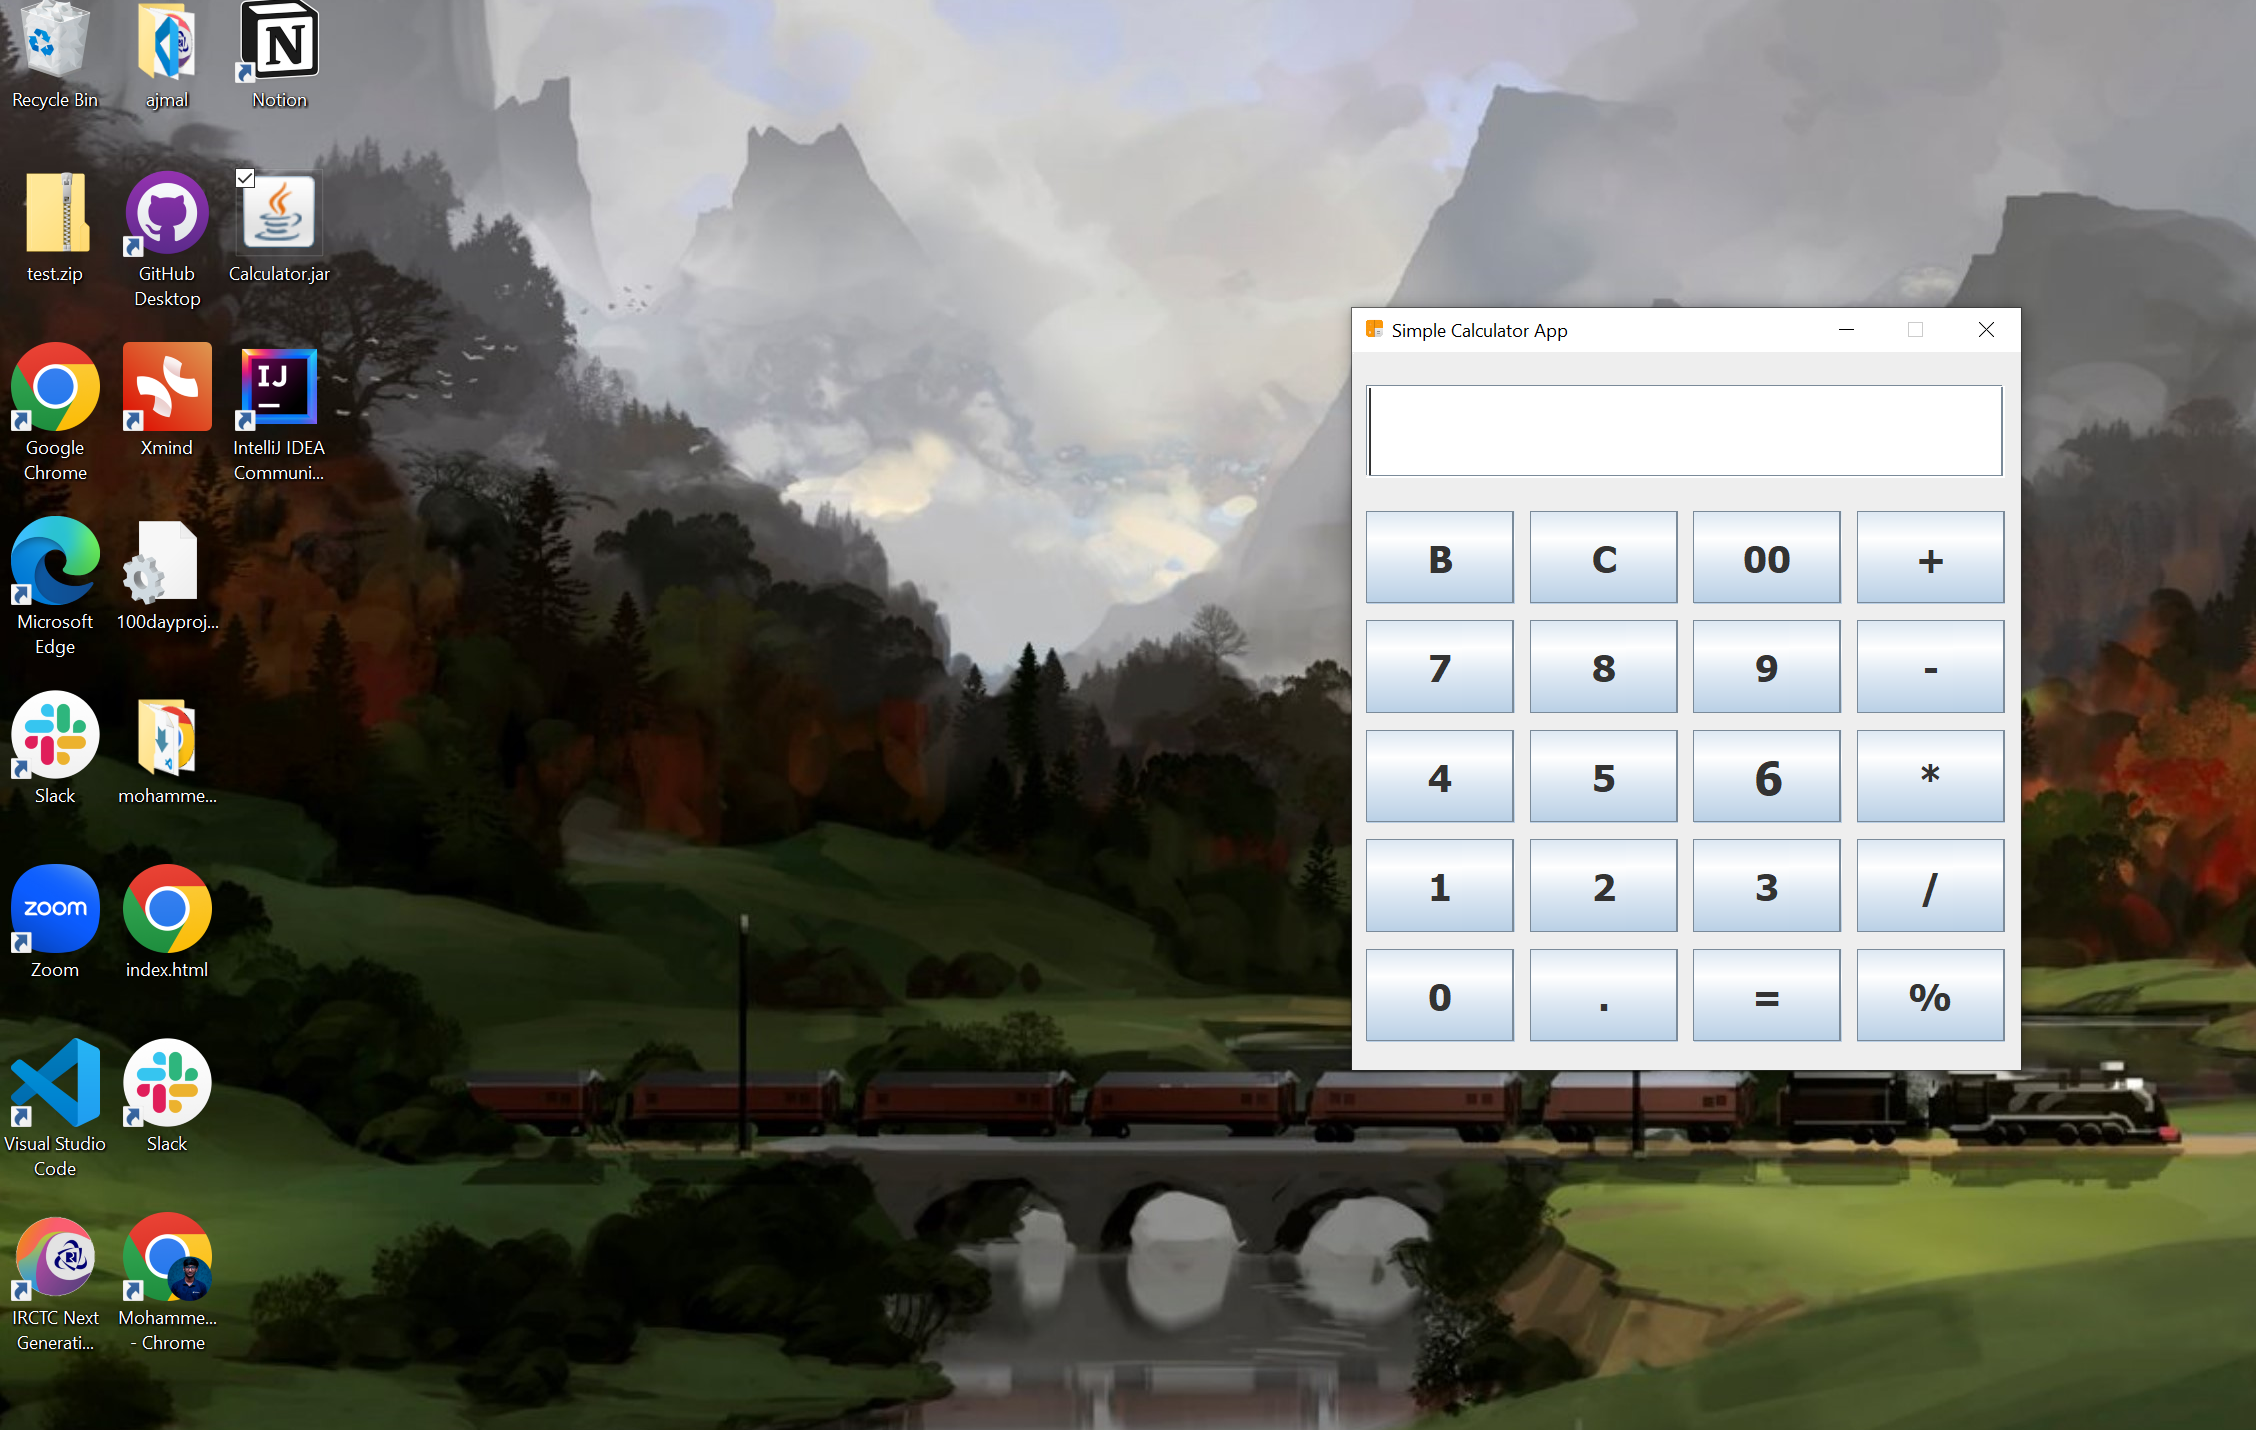 Recycle Bin
ajmal
Notion
test.zip
GitHub
Desktop
Calculator.jar
Google
Chrome
Xmind
IJ
IntelliJ IDEA
Communi...
Microsoft
Edge
100dayproj...
Slack
mohamme...
zoom
Zoom
index.html
Visual Studio
Code
Slack
IRCTC Next
Generati...
Mohamme...
- Chrome
Simple Calculator App
B C 00 +
7 8 9 -
4 5 6 *
1 2 3 /
0 . = %